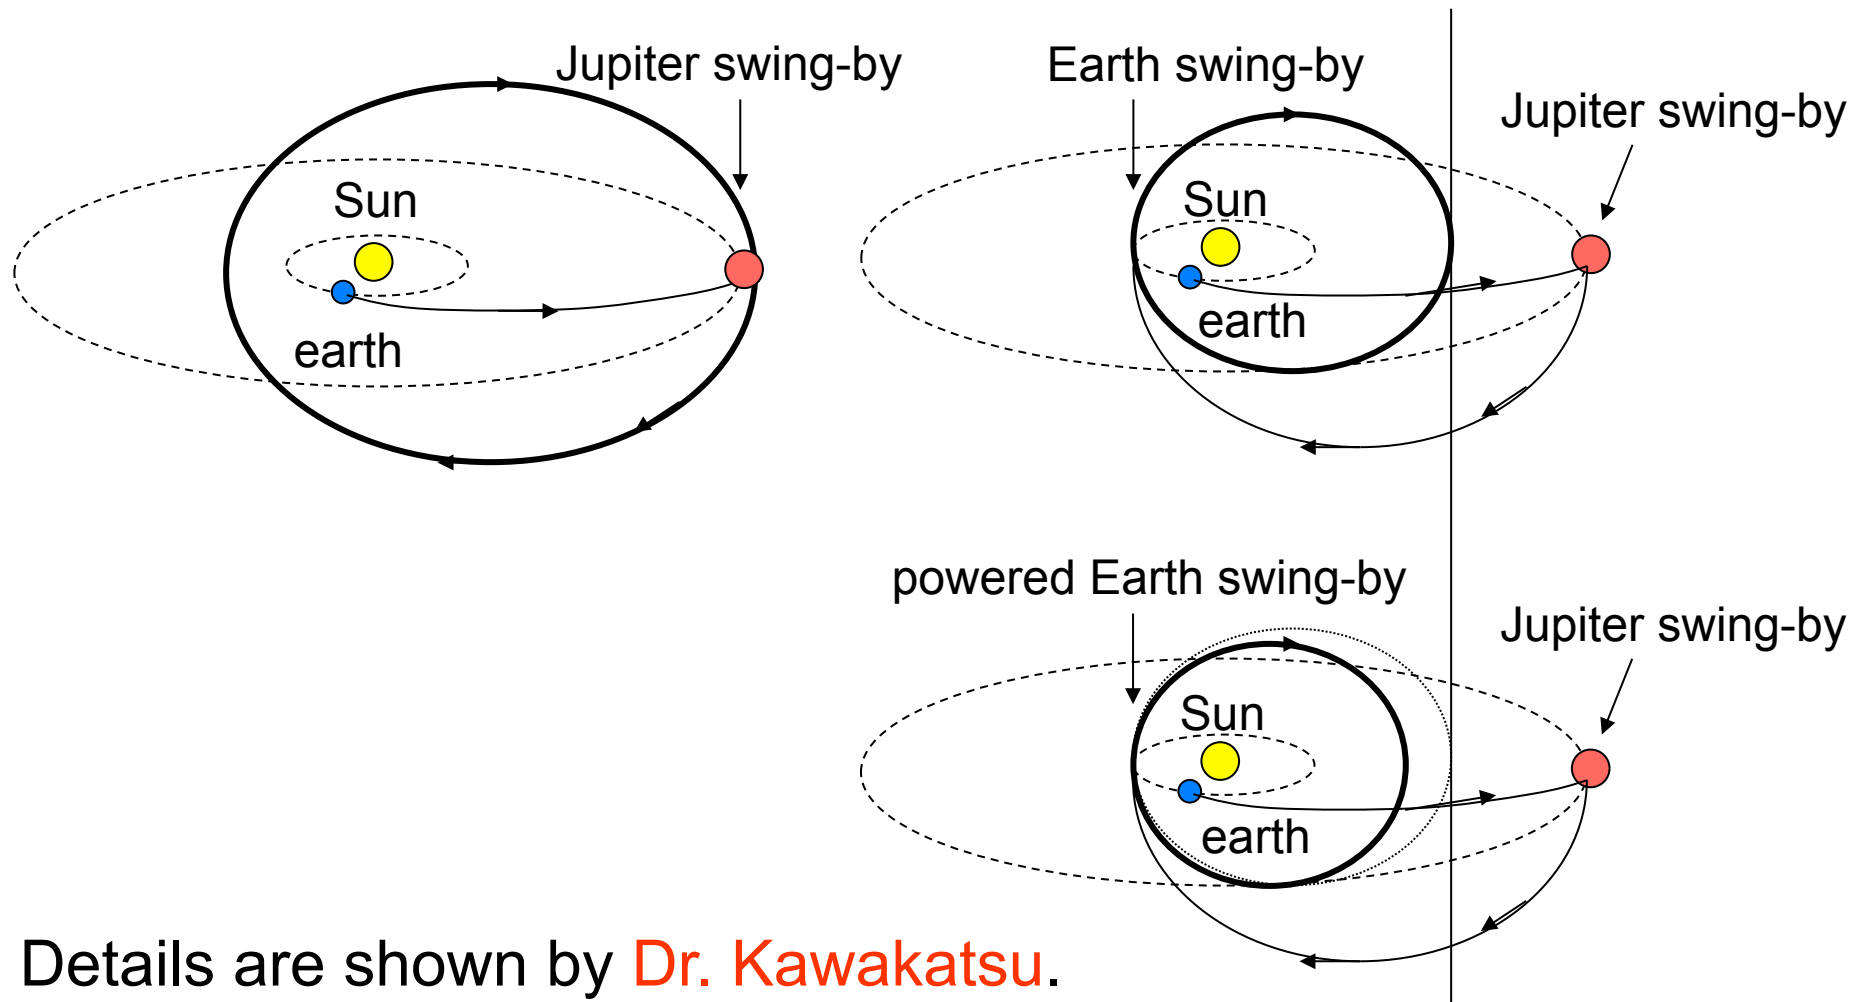 Jupiter swing-by
Sun
earth
Earth swing-by
Jupiter swing-by
Sun
earth
powered Earth swing-by
Jupiter swing-by
Sun
earth
Details are shown by Dr. Kawakatsu.